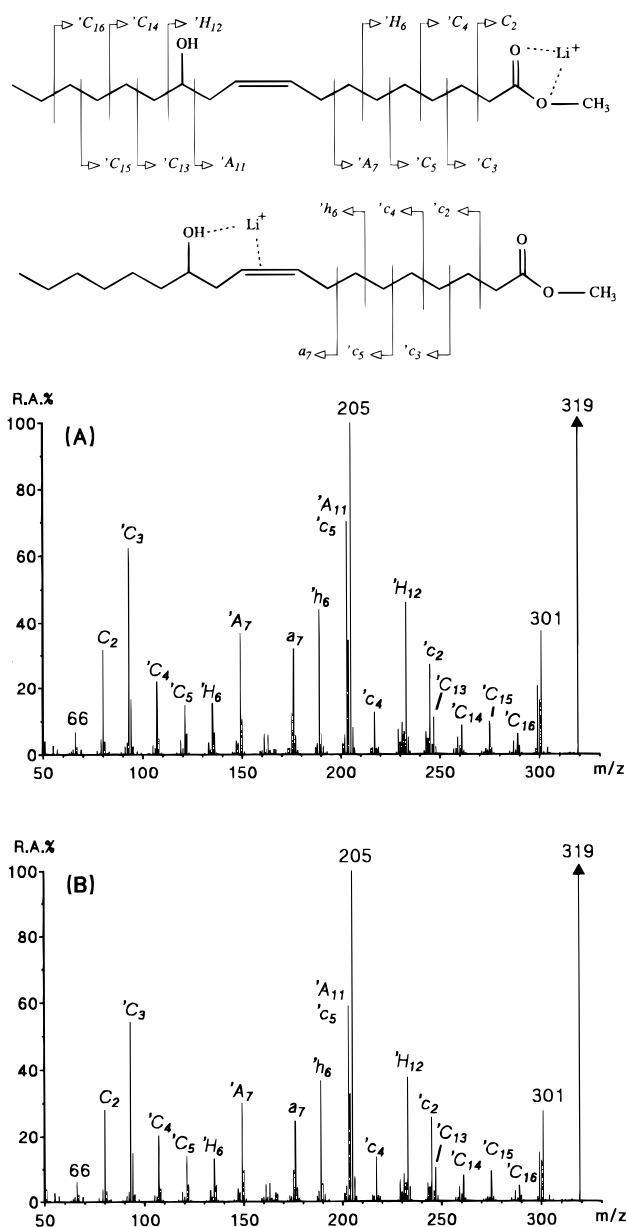 'C16 'C14 'H12 'H6 'C4 C2
OH O Li+
O CH3
'C15 'C13 'A11 'A7 'C5 'C3
'h6 'c4 'c2
OH Li+ O
O CH3
a7 'c5 'c3
R.A.%
(A)
205 319
100
80
60
40
20
0
'C3
'A11
'c5
'h6
'H12
'A7
a7
301
C2
'c2
'C4
'C5 'H6
'c4
'C13
'C15
'C14
'C16
66
50 100 150 200 250 300 m/z
R.A.%
(B)
205 319
100
80
60
40
20
0
'C3
'A11
'c5
'h6
'H12
'A7
C2
a7
301
'c2
'C4
'C5 'H6
'c4
'C13
'C14
'C15
'C16
66
50 100 150 200 250 300 m/z